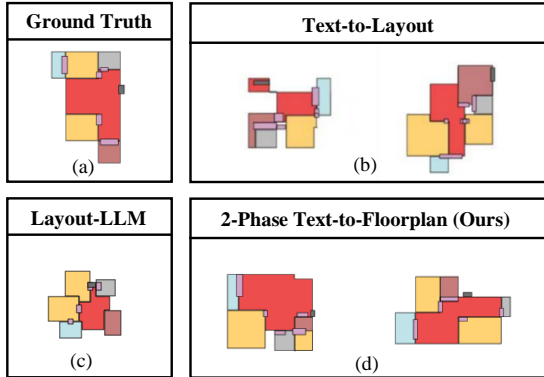 Ground Truth
Text-to-Layout
(a)
(b)
Layout-LLM
2-Phase Text-to-Floorplan (Ours)
(c)
(d)